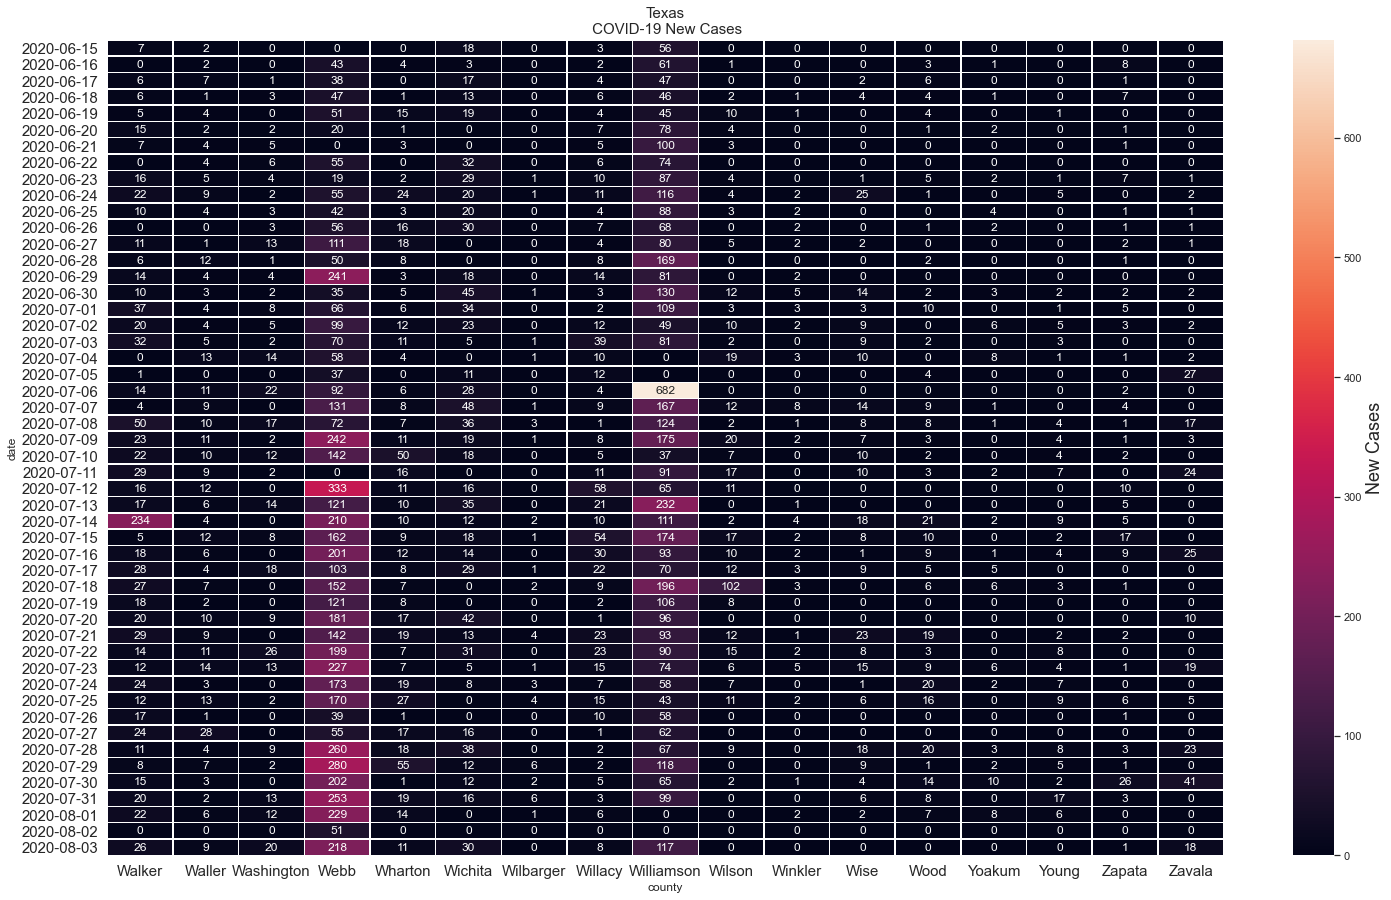 Texas
COVID-19 New Cases
2020-06-15 7 2 0 0 0 18 0 3 56 0 0 0 0 0 0 0 0
2020-06-16 0 2 0 43 4 3 0 2 61 1 0 0 3 1 0 8 0
2020-06-17 6 7 1 38 0 17 0 4 47 0 0 2 6 0 0 1 0
2020-06-18 6 1 3 47 1 13 0 6 46 2 1 4 4 1 0 7 0
2020-06-19 5 4 0 51 15 19 0 4 45 10 1 0 4 0 1 0 0
2020-06-20 15 2 2 20 1 0 0 7 78 4 0 0 1 2 0 1 0
2020-06-21 7 4 5 0 3 0 0 5 100 3 0 0 0 0 0 1 0
2020-06-22 0 4 6 55 0 32 0 6 74 0 0 0 0 0 0 0 0
2020-06-23 16 5 4 19 2 29 1 10 87 4 0 1 5 2 1 7 1
2020-06-24 22 9 2 55 24 20 1 11 116 4 2 25 1 0 5 0 2
2020-06-25 10 4 3 42 3 20 0 4 88 3 2 0 0 4 0 1 1
2020-06-26 0 0 3 56 16 30 0 7 68 0 2 0 1 2 0 1 1
2020-06-27 11 1 13 111 18 0 0 4 80 5 2 2 0 0 0 2 1
2020-06-28 6 12 1 50 8 0 0 8 169 0 0 0 2 0 0 1 0
2020-06-29 14 4 4 241 3 18 0 14 81 0 2 0 0 0 0 0 0
2020-06-30 10 3 2 35 5 45 1 3 130 12 5 14 2 3 2 2 2
2020-07-01 37 4 8 66 6 34 0 2 109 3 3 3 10 0 1 5 0
2020-07-02 20 4 5 99 12 23 0 12 49 10 2 9 0 6 5 3 2
2020-07-03 32 5 2 70 11 5 1 39 81 2 0 9 2 0 3 0 0
2020-07-04 0 13 14 58 4 0 1 10 0 19 3 10 0 8 1 1 2
2020-07-05 1 0 0 37 0 11 0 12 0 0 0 0 4 0 0 0 27
2020-07-06 14 11 22 92 6 28 0 4 682 0 0 0 0 0 0 2 0
2020-07-07 4 9 0 131 8 48 1 9 167 12 8 14 9 1 0 4 0
2020-07-08 50 10 17 72 7 36 3 1 124 2 1 8 8 1 4 1 17
2020-07-09 23 11 2 242 11 19 1 8 175 20 2 7 3 0 4 1 3
2020-07-10 22 10 12 142 50 18 0 5 37 7 0 10 2 0 4 2 0
2020-07-11 29 9 2 0 16 0 0 11 91 17 0 10 3 2 7 0 24
2020-07-12 16 12 0 333 11 16 0 58 65 11 0 0 0 0 0 10 0
2020-07-13 17 6 14 121 10 35 0 21 232 0 1 0 0 0 0 5 0
2020-07-14 234 4 0 210 10 12 2 10 111 2 4 18 21 2 9 5 0
2020-07-15 5 12 8 162 9 18 1 54 174 17 2 8 10 0 2 17 0
2020-07-16 18 6 0 201 12 14 0 30 93 10 2 1 9 1 4 9 25
2020-07-17 28 4 18 103 8 29 1 22 70 12 3 9 5 5 0 0 0
2020-07-18 27 7 0 152 7 0 2 9 196 102 3 0 6 6 3 1 0
2020-07-19 18 2 0 121 8 0 0 2 106 8 0 0 0 0 0 0 0
2020-07-20 20 10 9 181 17 42 0 1 96 0 0 0 0 0 0 0 10
2020-07-21 29 9 0 142 19 13 4 23 93 12 1 23 19 0 2 2 0
2020-07-22 14 11 26 199 7 31 0 23 90 15 2 8 3 0 8 0 0
2020-07-23 12 14 13 227 7 5 1 15 74 6 5 15 9 6 4 1 19
2020-07-24 24 3 0 173 19 8 3 7 58 7 0 1 20 2 7 0 0
2020-07-25 12 13 2 170 27 0 4 15 43 11 2 6 16 0 9 6 5
2020-07-26 17 1 0 39 1 0 0 10 58 0 0 0 0 0 0 1 0
2020-07-27 24 28 0 55 17 16 0 1 62 0 0 0 0 0 0 0 0
2020-07-28 11 4 9 260 18 38 0 2 67 9 0 18 20 3 8 3 23
2020-07-29 8 7 2 280 55 12 6 2 118 0 0 9 1 2 5 1 0
2020-07-30 15 3 0 202 1 12 2 5 65 2 1 4 14 10 2 26 41
2020-07-31 20 2 13 253 19 16 6 3 99 0 0 6 8 0 17 3 0
2020-08-01 22 6 12 229 14 0 1 6 0 0 2 2 7 8 6 0 0
2020-08-02 0 0 0 51 0 0 0 0 0 0 0 0 0 0 0 0 0
2020-08-03 26 9 20 218 11 30 0 8 117 0 0 0 0 0 0 1 18
Walker Waller Washington Webb Wharton Wichita Wilbarger Willacy Williamson Wilson Winkler Wise Wood Yoakum Young Zapata Zavala
county
date
600
500
400
300
200
100
0
New Cases